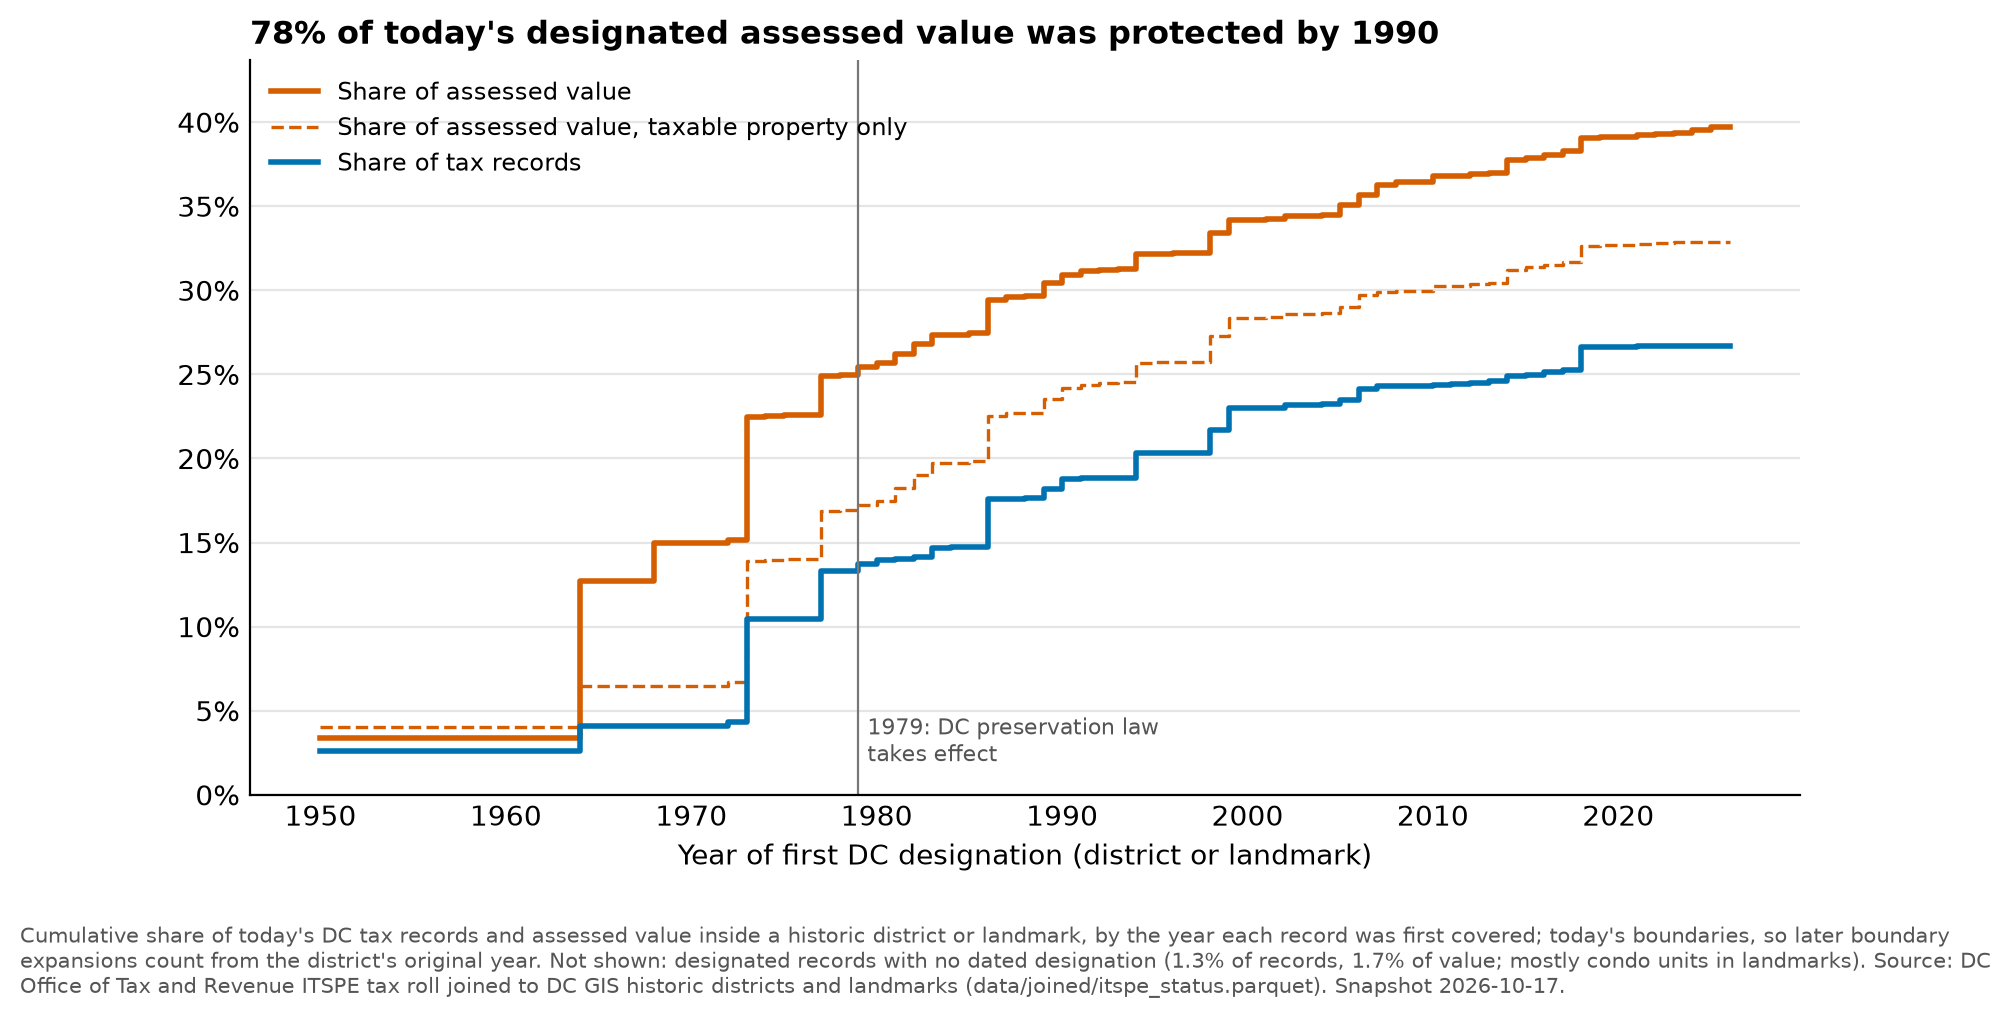 78% of today's designated assessed value was protected by 1990
Share of assessed value
Share of assessed value, taxable property only
Share of tax records
40%
35%
30%
25%
20%
15%
10%
5%
0%
1979: DC preservation law
takes effect
1950 1960 1970 1980 1990 2000 2010 2020
Year of first DC designation (district or landmark)
Cumulative share of today's DC tax records and assessed value inside a historic district or landmark, by the year each record was first covered; today's boundaries, so later boundary
expansions count from the district's original year. Not shown: designated records with no dated designation (1.3% of records, 1.7% of value; mostly condo units in landmarks). Source: DC
Office of Tax and Revenue ITSPE tax roll joined to DC GIS historic districts and landmarks (data/joined/itspe_status.parquet). Snapshot 2026-10-17.